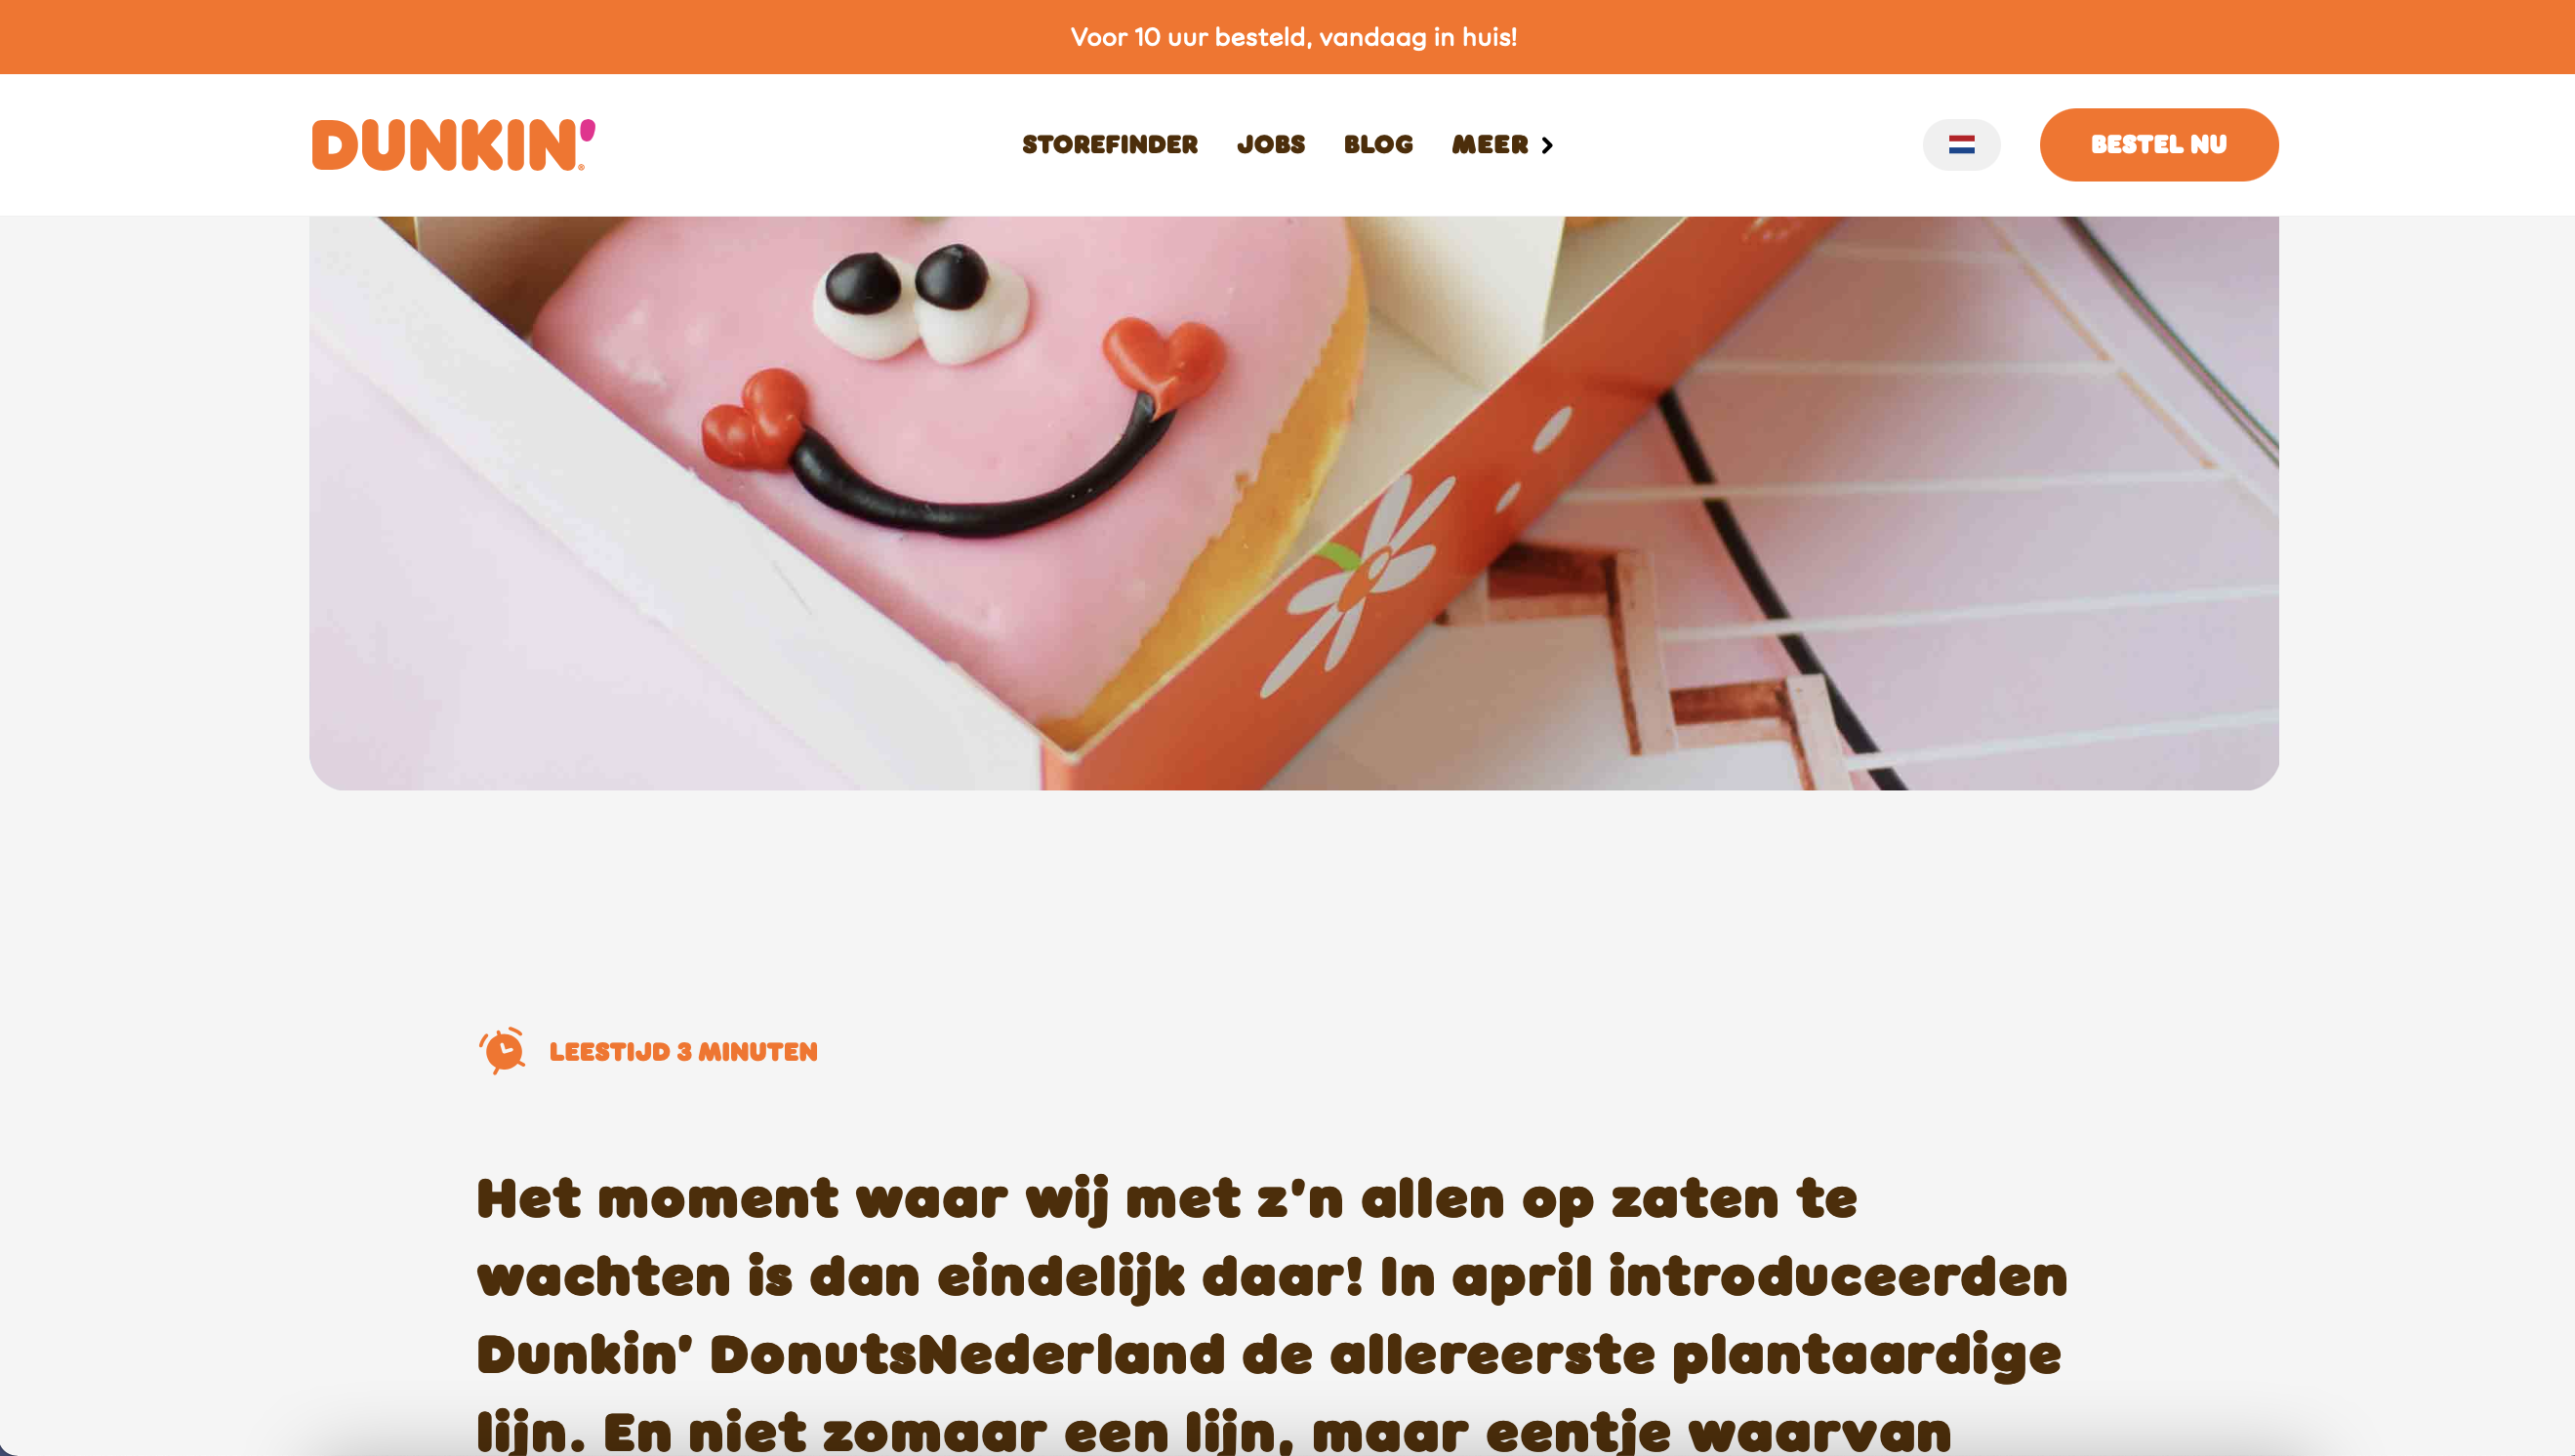 Voor 10 uur besteld, vandaag in huis!
DUNKIN'
STOREFINDER JOBS BLOG MEER
BESTEL NU
LEESTIJD 3 MINUTEN
Het moment waar wij met z'n allen op zaten te
wachten is dan eindelijk daar! In april introduceerden
Dunkin' DonutsNederland de allereerste plantaardige
lijn. En niet zomaar een lijn, maar eentje waarvan